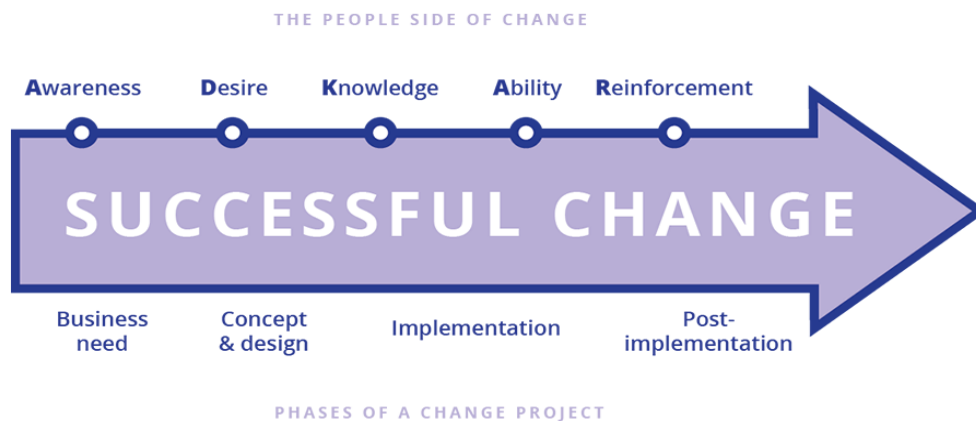 THE PEOPLE SIDE OF CHANGE
Awareness Desire Knowledge Ability Reinforcement
SUCCESSFUL CHANGE
Business need
Concept & design
Implementation
Post-implementation
PHASES OF A CHANGE PROJECT